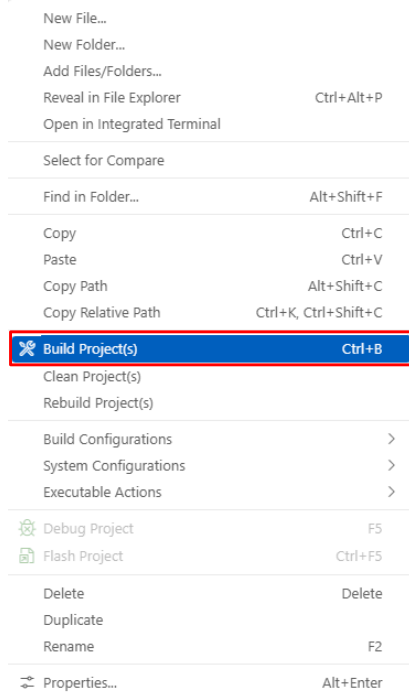 New File...
New Folder...
Add Files/Folders...
Reveal in File Explorer Ctrl+Alt+P
Open in Integrated Terminal
Select for Compare
Find in Folder... Alt+Shift+F
Copy Ctrl+C
Paste Ctrl+V
Copy Path Alt+Shift+C
Copy Relative Path Ctrl+K, Ctrl+Shift+C
Build Project(s) Ctrl+B
Clean Project(s)
Rebuild Project(s)
Build Configurations
System Configurations
Executable Actions
Debug Project F5
Flash Project Ctrl+F5
Delete Delete
Duplicate
Rename F2
Properties... Alt+Enter